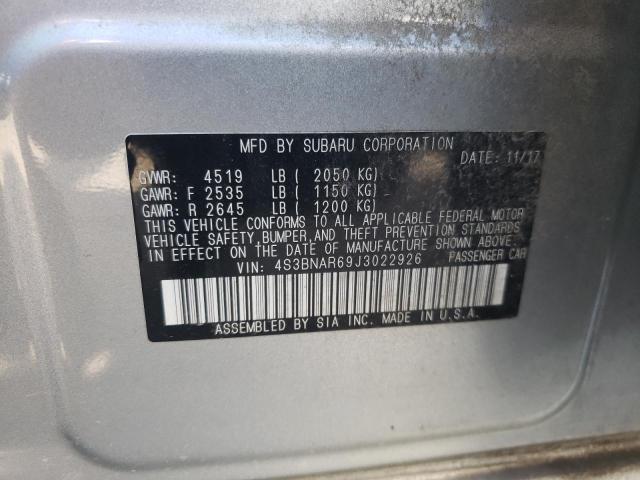 MFD BY SUBARU CORPORATION
DATE: 11/17
GVWR: 4519 LB ( 2050 KG)
GAWR: F 2535 LB ( 1150 KG)
GAWR: R 2645 LB ( 1200 KG)
THIS VEHICLE CONFORMS TO ALL APPLICABLE FEDERAL MOTOR
VEHICLE SAFETY, BUMPER, AND THEFT PREVENTION STANDARDS
IN EFFECT ON THE DATE OF MANUFACTURE SHOWN ABOVE.
VIN: 4S3BNAR69J3022926 PASSENGER CAR
ASSEMBLED BY SIA INC. MADE IN U.S.A.